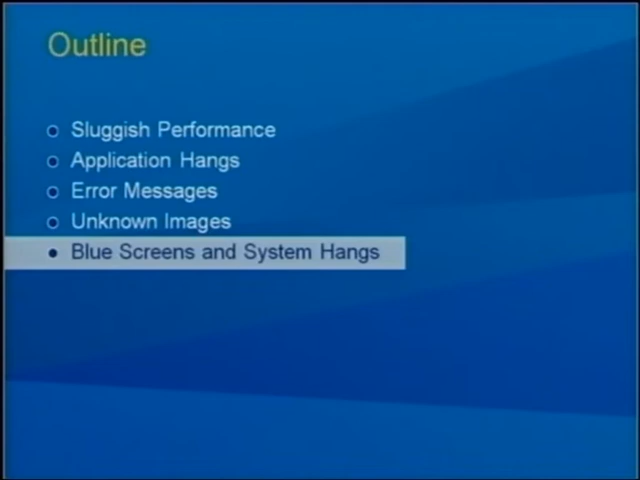 Outline
Sluggish Performance
Application Hangs
Error Messages
Unknown Images
Blue Screens and System Hangs